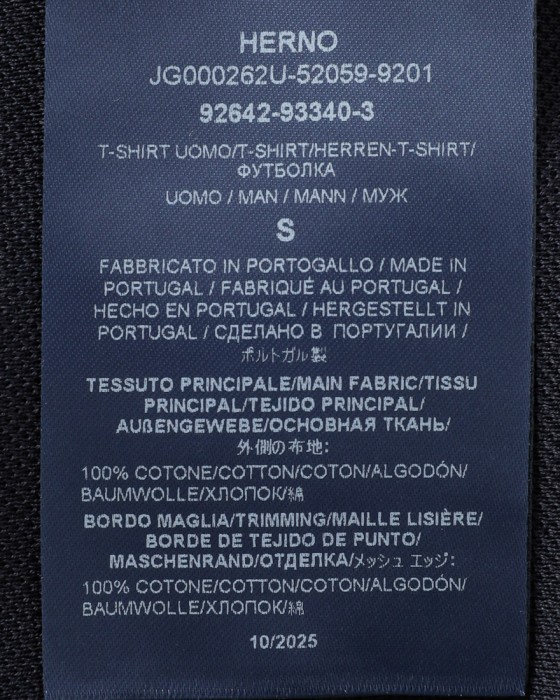 HERNO
JG000262U-52059-9201
92642-93340-3
T-SHIRT UOMO/T-SHIRT/HERREN-T-SHIRT/
ФУТБОЛКА
UOMO / MAN / MANN / МУЖ
S
FABBRICATO IN PORTOGALLO / MADE IN
PORTUGAL / FABRIQUÉ AU PORTUGAL /
HECHO EN PORTUGAL / HERGESTELLT IN
PORTUGAL / СДЕЛАНО В ПОРТУГАЛИИ /
ポルトガル製
TESSUTO PRINCIPALE/MAIN FABRIC/TISSU
PRINCIPAL/TEJIDO PRINCIPAL/
AUßENGEWEBE/ОСНОВНАЯ ТКАНЬ/
外側の布地:
100% COTONE/COTTON/COTON/ALGODÓN/
BAUMWOLLE/ХЛОПОК/綿
BORDO MAGLIA/TRIMMING/MAILLE LISIÈRE/
BORDE DE TEJIDO DE PUNTO/
MASCHENRAND/ОТДЕЛКА/メッシュ エッジ:
100% COTONE/COTTON/COTON/ALGODÓN/
BAUMWOLLE/ХЛОПОК/綿
10/2025